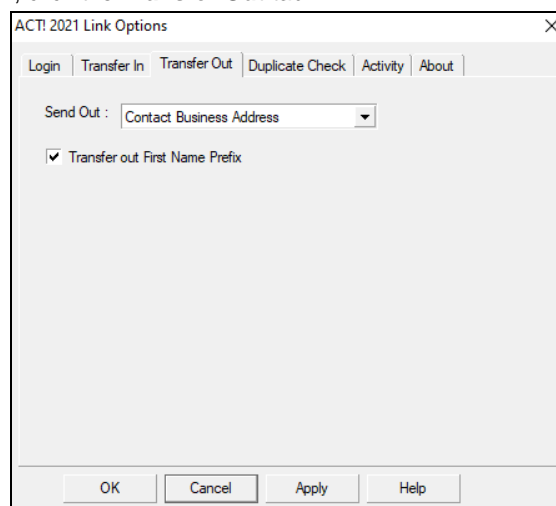 ACT! 2021 Link Options
Login Transfer In Transfer Out Duplicate Check Activity About
Send Out : Contact Business Address
Transfer out First Name Prefix
OK Cancel Apply Help